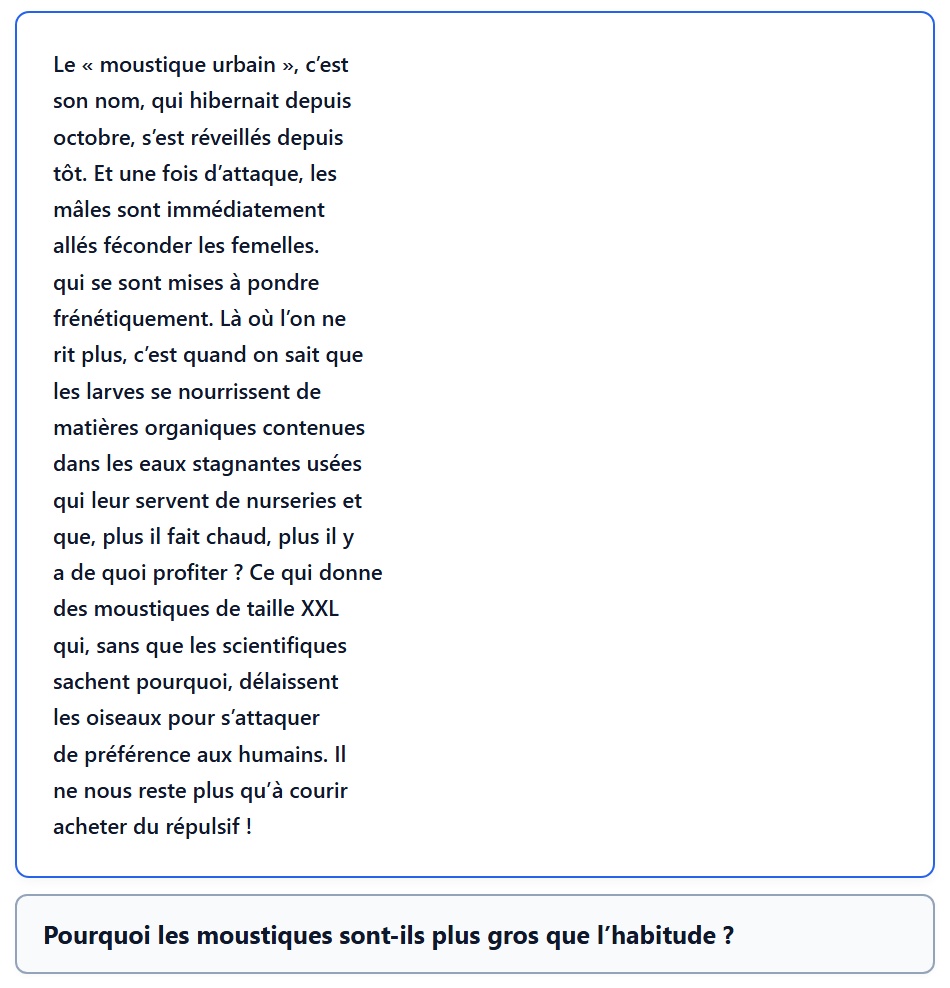 Le « moustique urbain », c’est
son nom, qui hibernait depuis
octobre, s’est réveillés depuis
tôt. Et une fois d’attaque, les
mâles sont immédiatement
allés féconder les femelles.
qui se sont mises à pondre
frénétiquement. Là où l’on ne
rit plus, c’est quand on sait que
les larves se nourrissent de
matières organiques contenues
dans les eaux stagnantes usées
qui leur servent de nurseries et
que, plus il fait chaud, plus il y
a de quoi profiter ? Ce qui donne
des moustiques de taille XXL
qui, sans que les scientifiques
sachent pourquoi, délaissent
les oiseaux pour s’attaquer
de préférence aux humains. Il
ne nous reste plus qu’à courir
acheter du répulsif !
Pourquoi les moustiques sont-ils plus gros que l’habitude ?